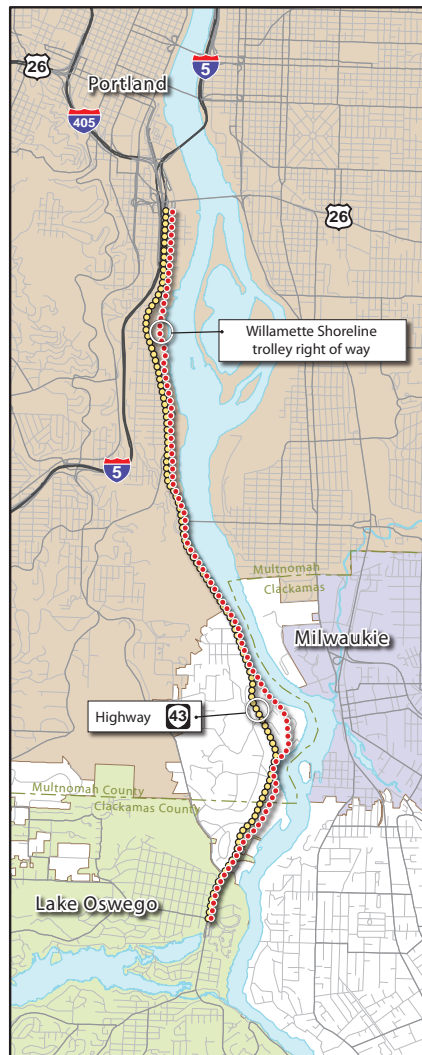 26
Portland
5
405
26
Willamette Shoreline
trolley right of way
5
Multnomah
Clackamas
Milwaukie
Highway 43
Multnomah County
Clackamas County
Lake Oswego